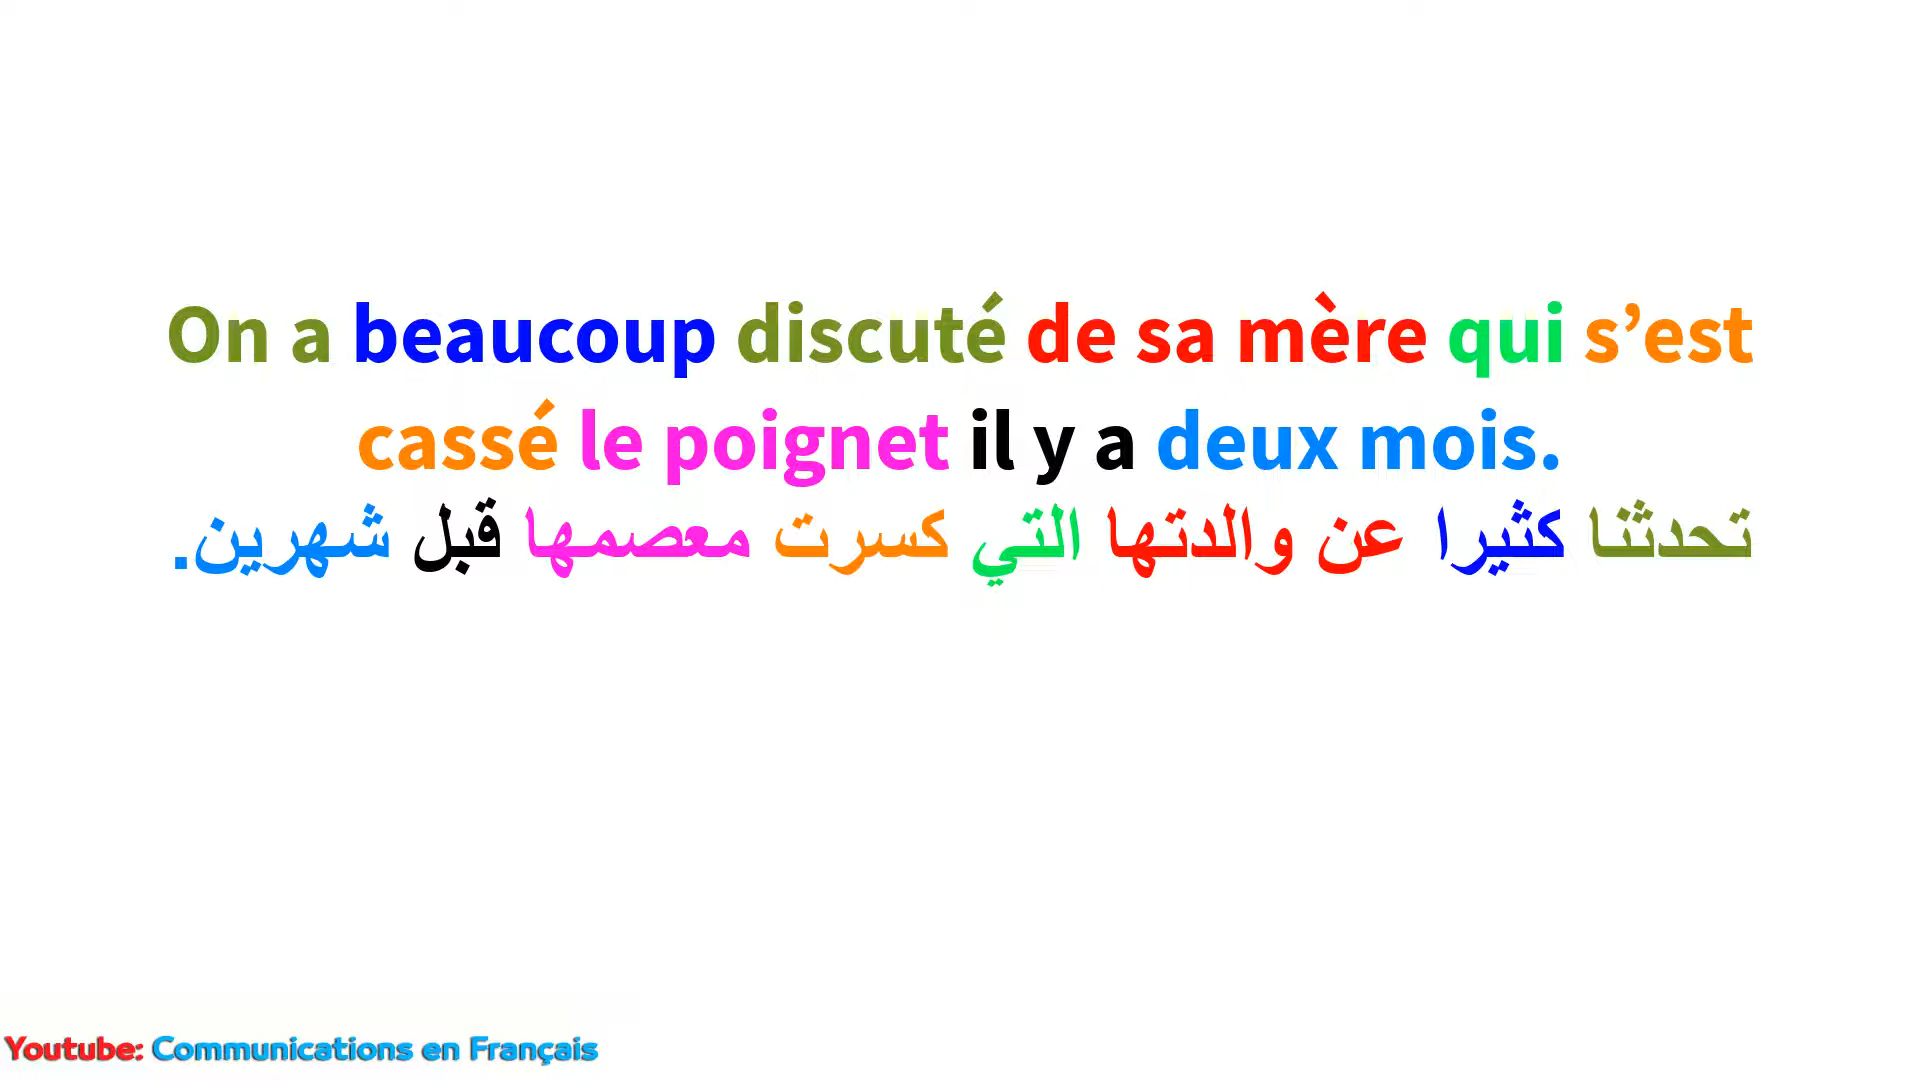 On a beaucoup discuté de sa mère qui s’est
cassé le poignet il y a deux mois.
تحدثنا كثيرا عن والدتها التي كسرت معصمها قبل شهرين.
Youtube: Communications en Français